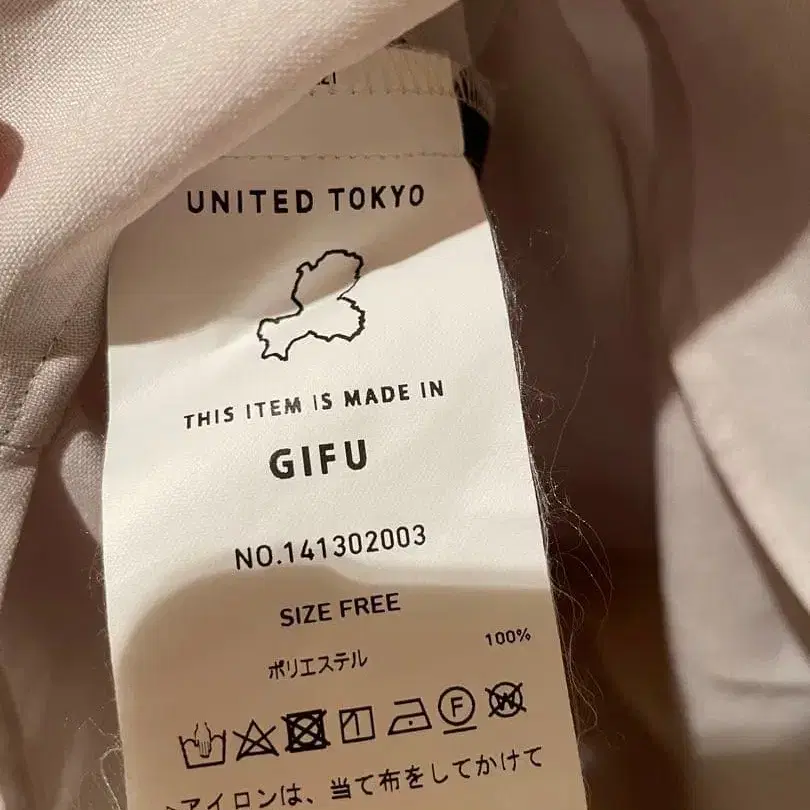 UNITED TOKYO
THIS ITEM IS MADE IN
GIFU
NO.141302003
SIZE FREE
100%
ポリエステル
F W
アイロンは、当て布をしてかけて